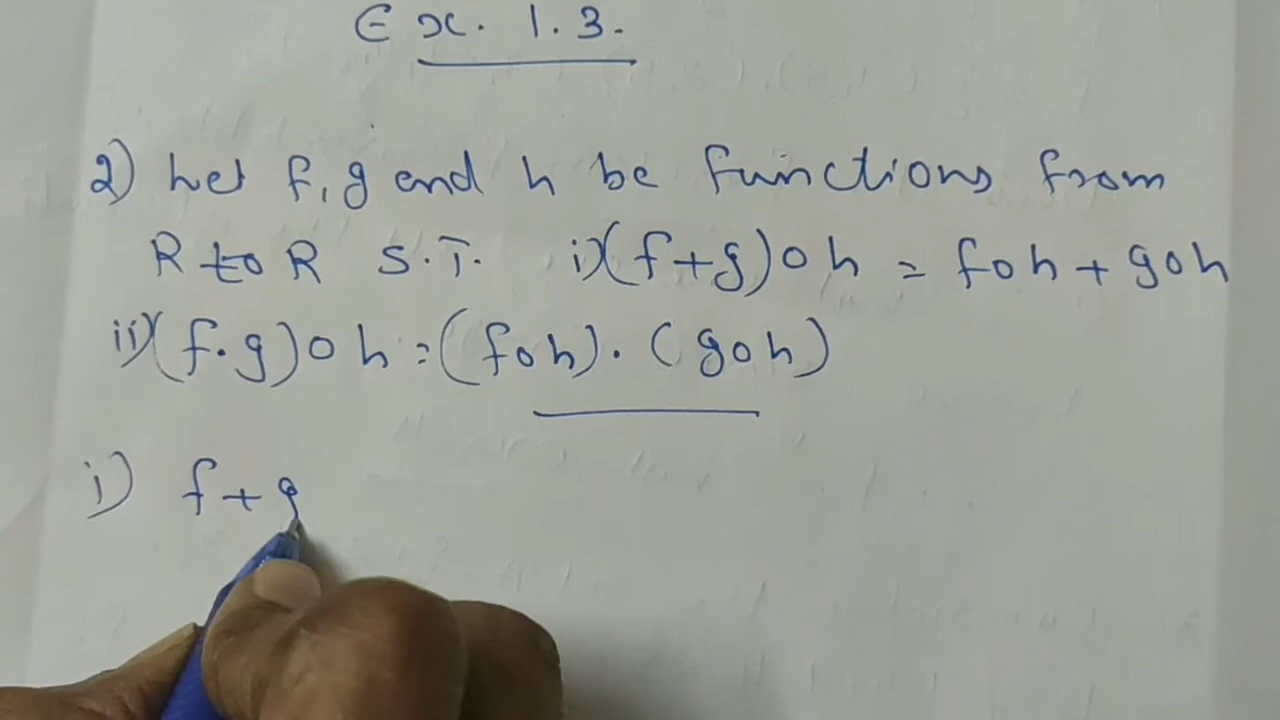 Ex. 1.3.
2) Let f, g and h be functions from
R to R S.T. i) (f+g)oh = foh + goh
ii) (f.g)oh = (foh).(goh)
i) f+g